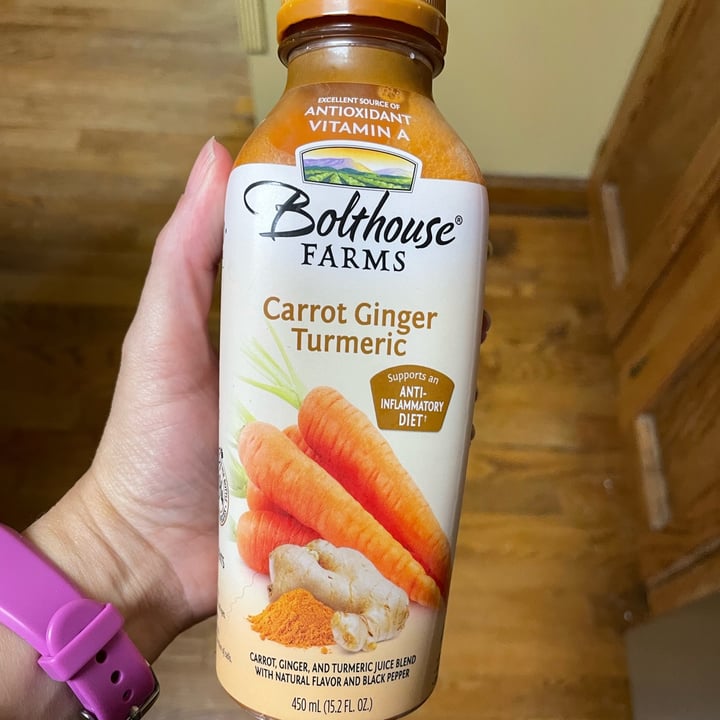 EXCELLENT SOURCE OF
ANTIOXIDANT
VITAMIN A
Bolthouse®
FARMS
Carrot Ginger
Turmeric
Supports an
ANTI-
INFLAMMATORY
DIET†
CARROT, GINGER, AND TURMERIC JUICE BLEND
WITH NATURAL FLAVOR AND BLACK PEPPER
450 mL (15.2 FL. OZ.)